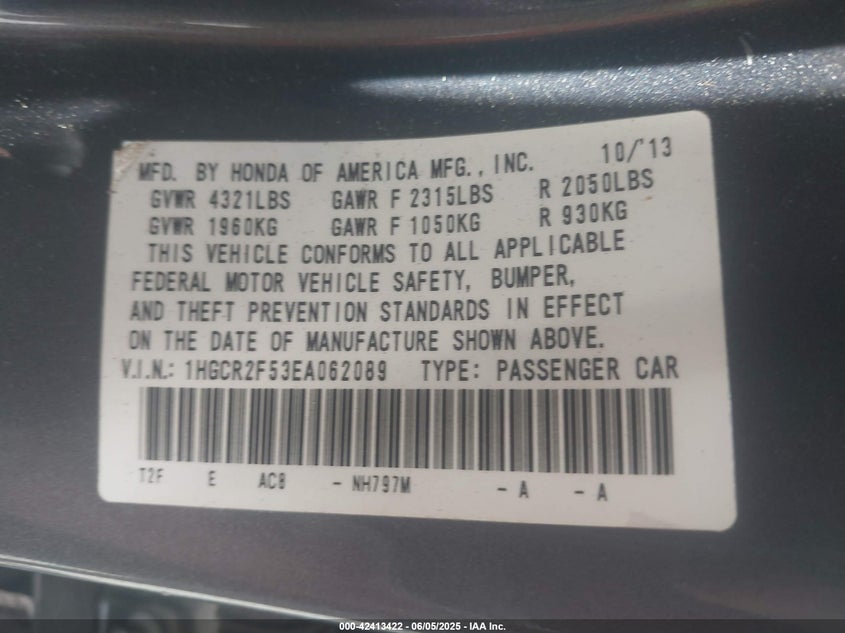 MFD. BY HONDA OF AMERICA MFG., INC. 10/'13
GVWR 4321LBS GAWR F 2315LBS R 2050LBS
GVWR 1960KG GAWR F 1050KG R 930KG
THIS VEHICLE CONFORMS TO ALL APPLICABLE
FEDERAL MOTOR VEHICLE SAFETY, BUMPER,
AND THEFT PREVENTION STANDARDS IN EFFECT
ON THE DATE OF MANUFACTURE SHOWN ABOVE.
V.I.N.: 1HGCR2F53EA062089 TYPE: PASSENGER CAR
T2F E AC8 - NH797M - A - A
000-42413422 - 06/05/2025 - IAA Inc.